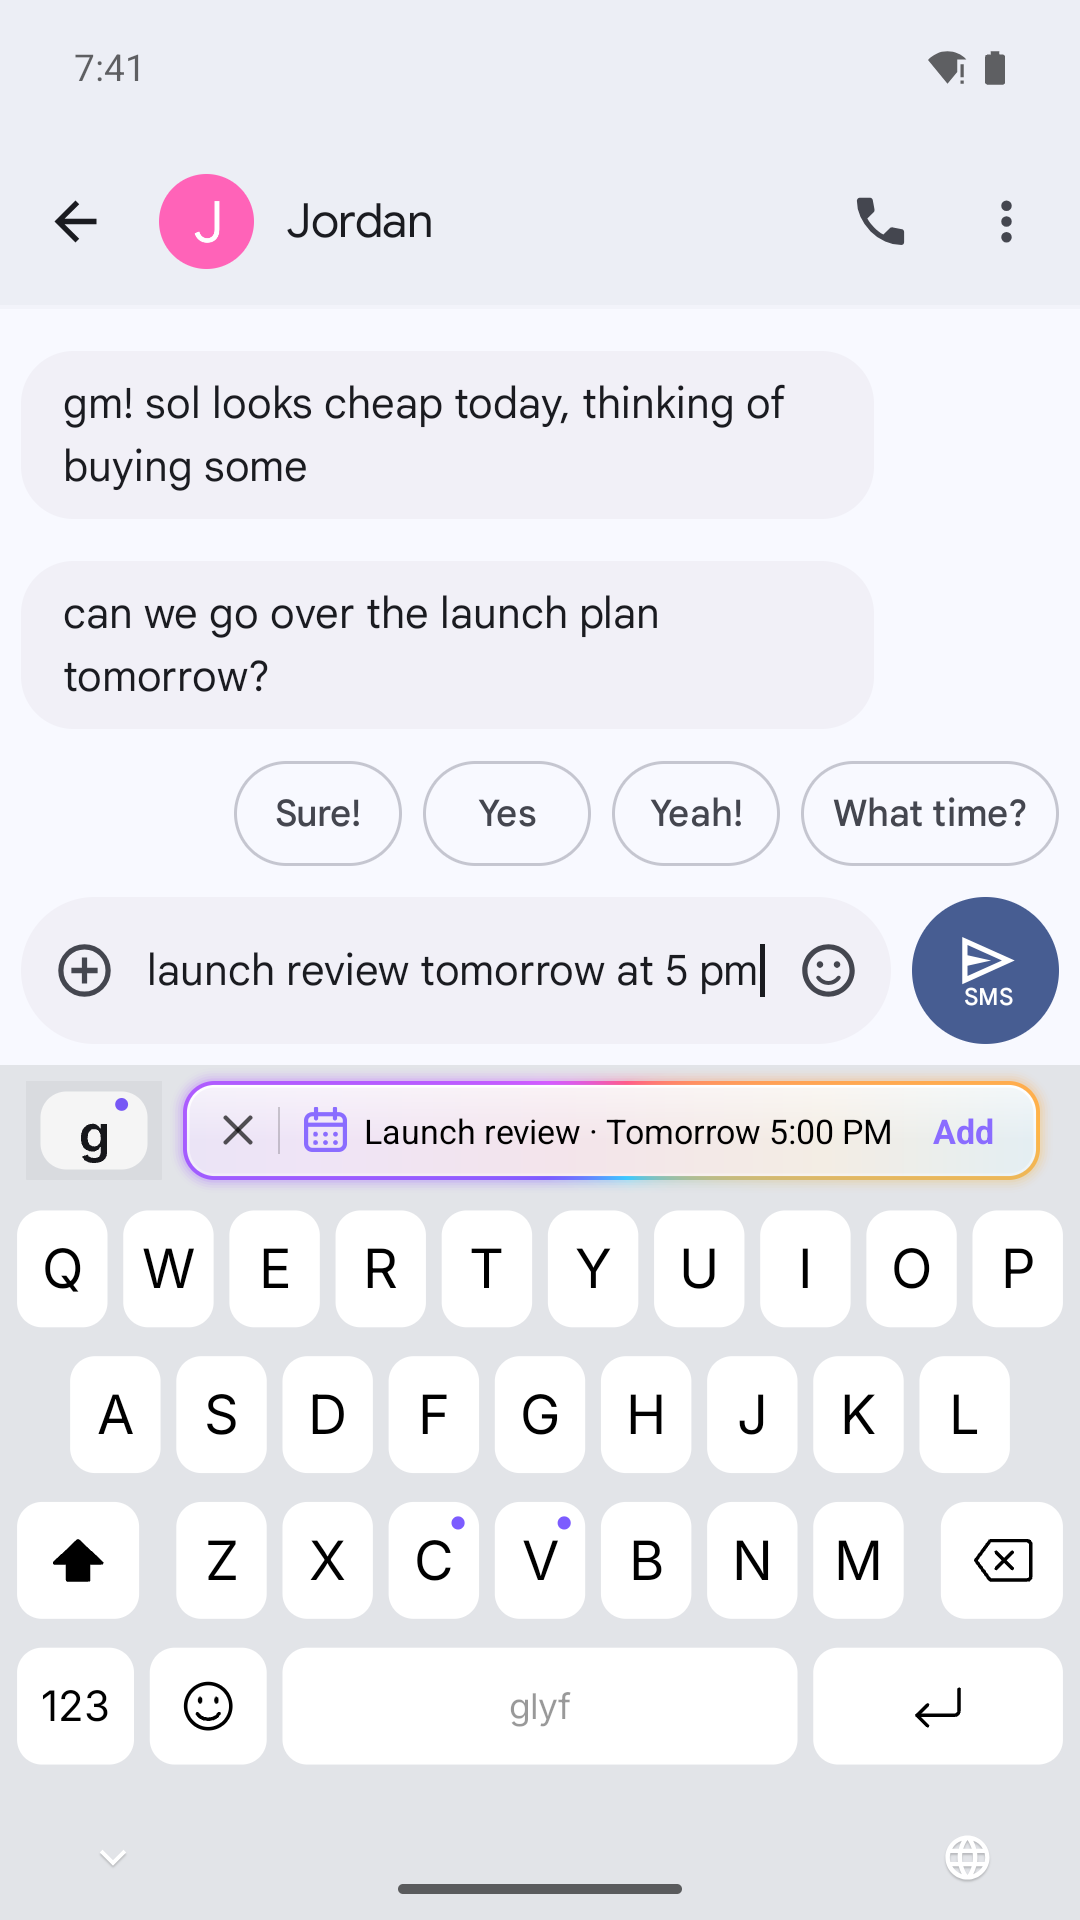 7:41
J
Jordan
gm! sol looks cheap today, thinking of
buying some
can we go over the launch plan
tomorrow?
Sure!
Yes
Yeah!
What time?
launch review tomorrow at 5 pm
SMS
g
Launch review · Tomorrow 5:00 PM
Add
Q W E R T Y U I O P
A S D F G H J K L
Z X C V B N M
123
glyf